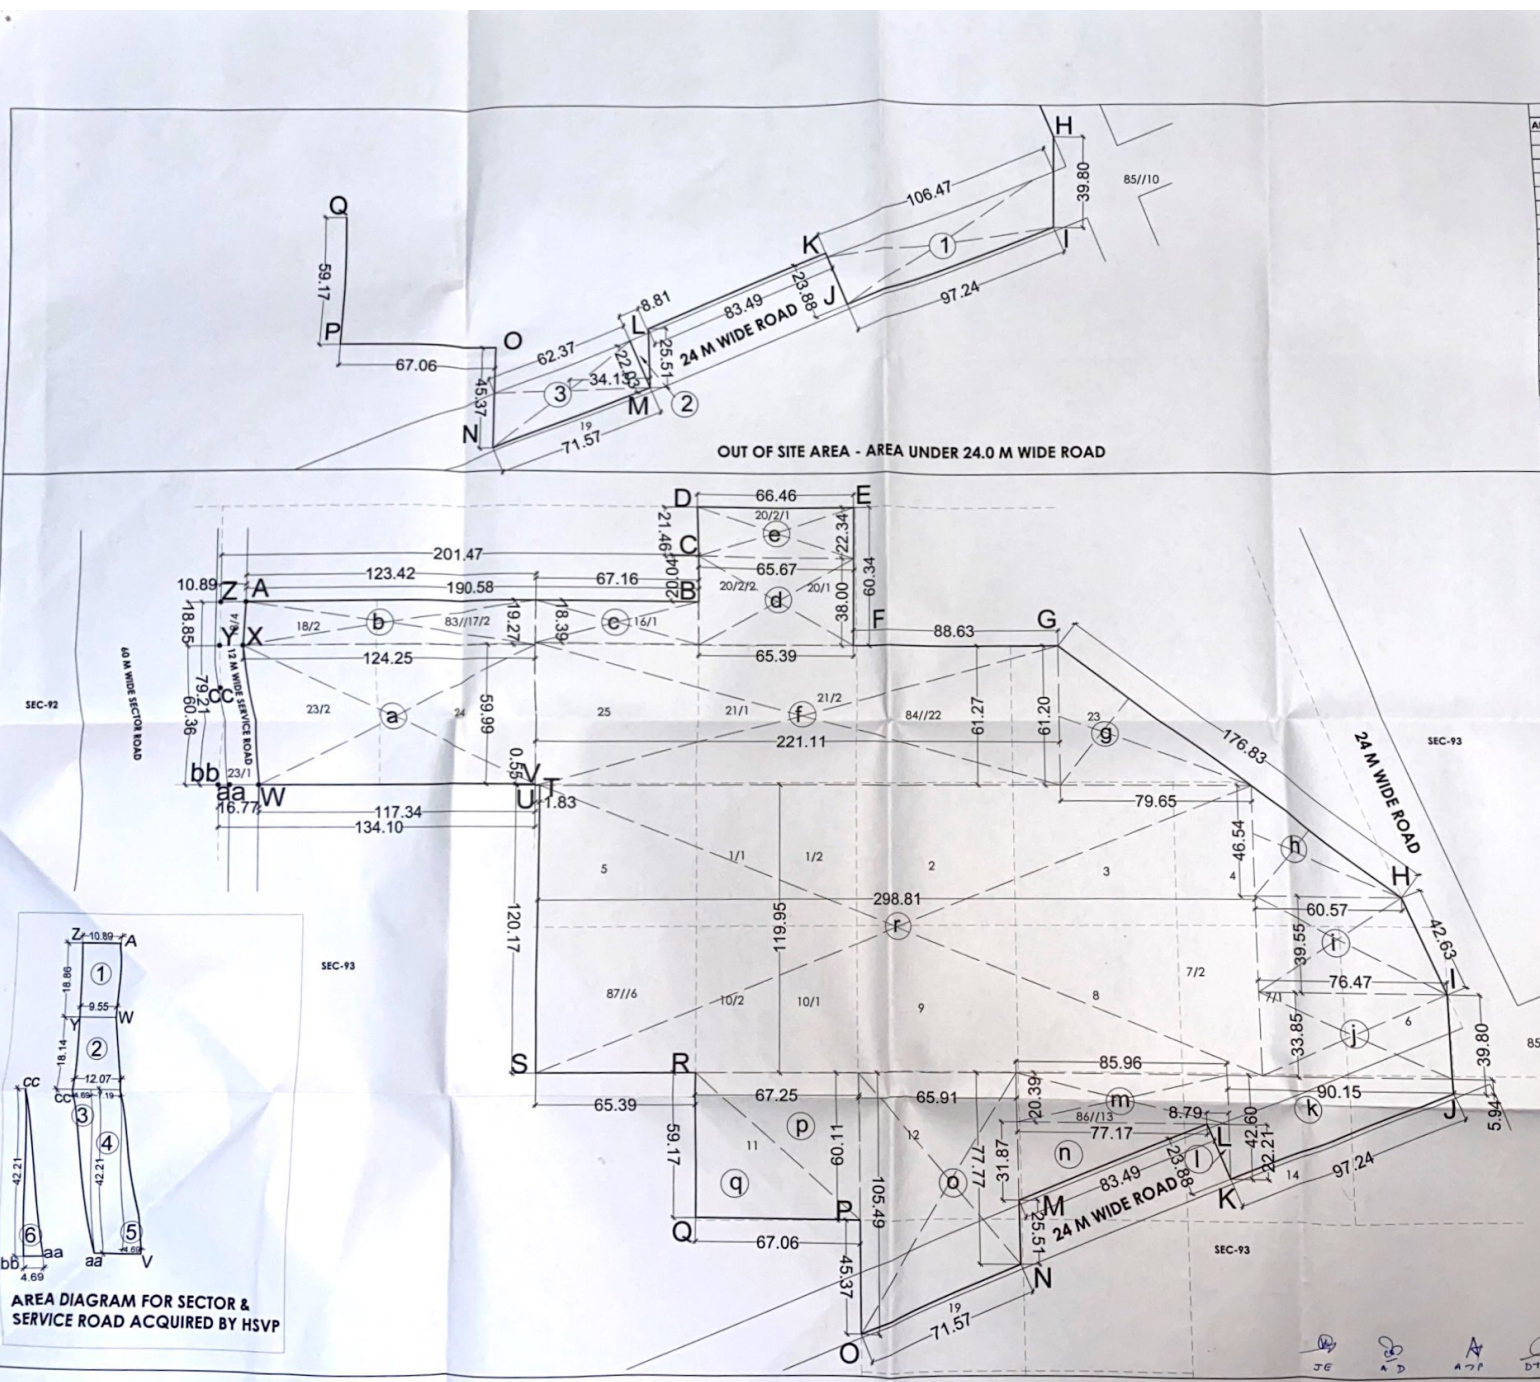 H
39.80
85//10
106.47
Q
K
1
I
59.17
8.81
83.49
23.88
J
97.24
P
O
L
24 M WIDE ROAD
67.06
62.37
22.03
25.51
34.13
45.37
3
M
2
N
19
71.57
OUT OF SITE AREA - AREA UNDER 24.0 M WIDE ROAD
D
66.46
E
20/2/1
21.46
e
22.34
C
201.47
60.34
123.42
65.67
10.89
Z
A
190.58
67.16
B
20.04
20/2/2
20/1
d
38.00
18.85
18/2
b
83//17/2
19.27
18.39
c
16/1
F
88.63
G
Y
X
124.25
65.39
60 M WIDE SECTOR ROAD
12 M WIDE SERVICE ROAD
79.21
60.36
cc
SEC-92
23/2
a
24
59.99
25
21/1
f
21/2
84//22
61.27
61.20
23
g
221.11
176.83
24 M WIDE ROAD
SEC-93
bb
23/1
0.55
V
T
aa
W
U
1.83
16.77
117.34
134.10
79.65
46.54
h
5
1/1
1/2
2
3
4
H
298.81
60.57
120.17
119.95
r
39.55
i
42.63
SEC-93
7/2
76.47
I
87//6
10/2
10/1
9
8
7/1
33.85
j
6
39.80
85
S
R
85.96
65.39
67.25
65.91
90.15
20.39
m
k
J
5.94
86//13
8.79
42.60
59.17
11
p
60.11
12
77.17
L
22.21
n
l
31.87
77.77
23.88
83.49
14
97.24
q
o
K
105.49
P
M
24 M WIDE ROAD
Q
67.06
25.51
SEC-93
45.37
N
19
71.57
O
Z
10.89
A
18.86
1
9.55
Y
W
18.14
2
cc
12.07
cc
4.69
7.19
3
4
42.21
42.21
6
5
bb
aa
aa
4.69
V
4.69
AREA DIAGRAM FOR SECTOR &
SERVICE ROAD ACQUIRED BY HSVP
JE